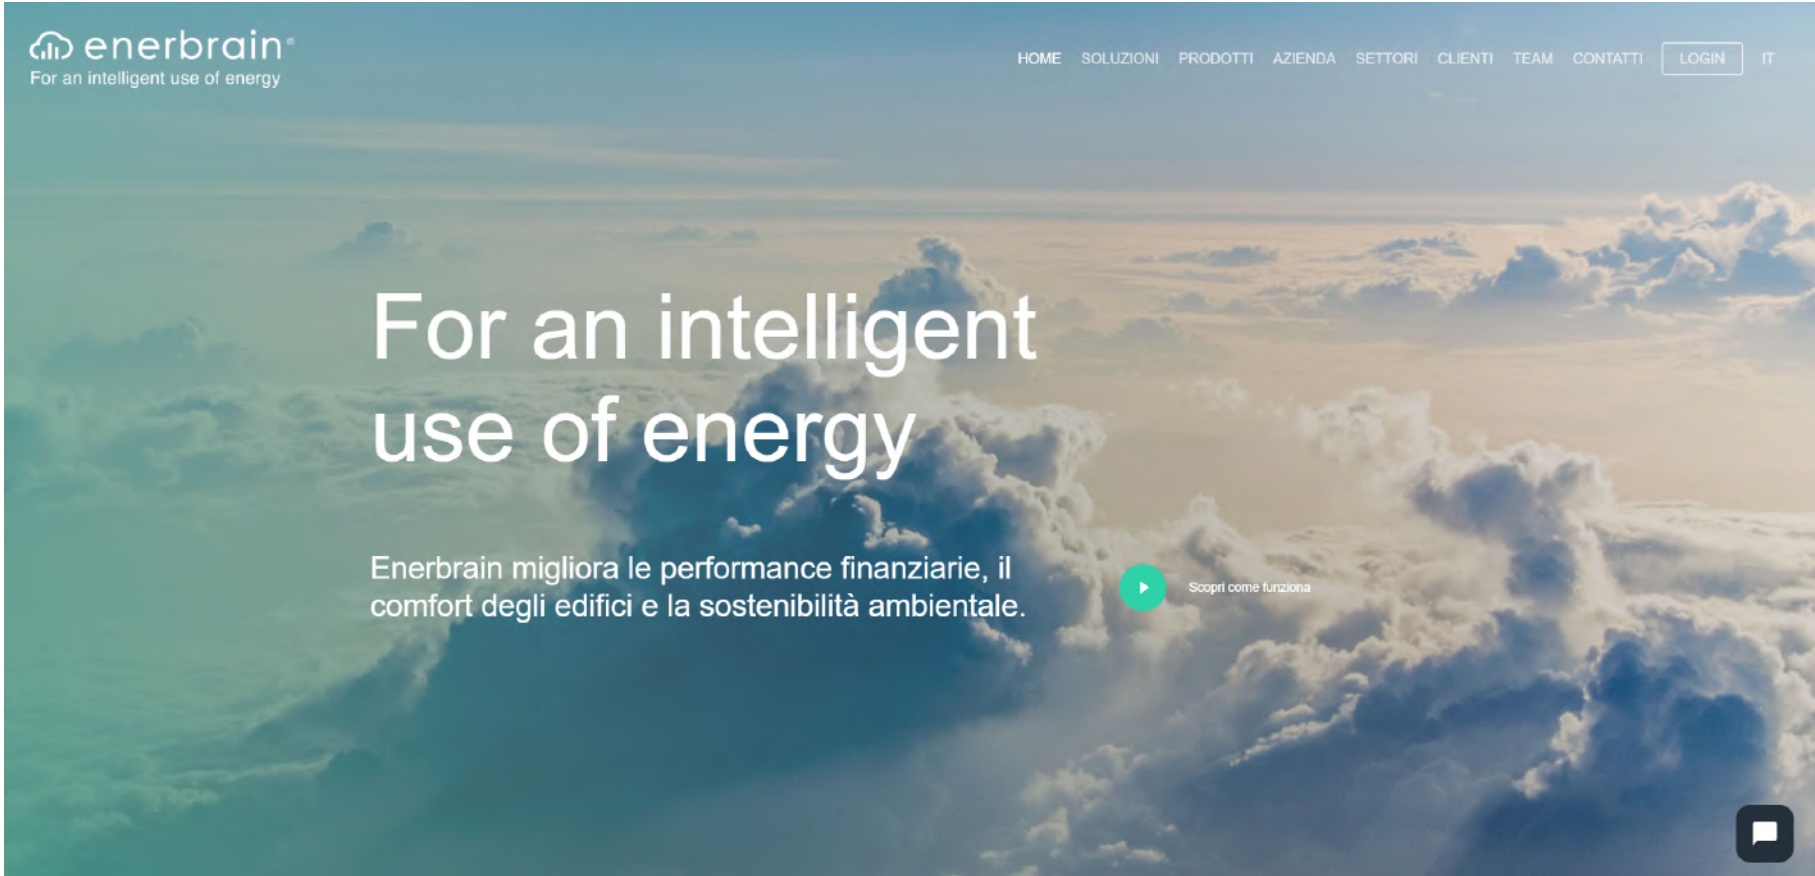 enerbrain®
For an intelligent use of energy
HOME SOLUZIONI PRODOTTI AZIENDA SETTORI CLIENTI TEAM CONTATTI LOGIN IT
For an intelligent
use of energy
Enerbrain migliora le performance finanziarie, il
comfort degli edifici e la sostenibilità ambientale.
Scopri come funziona